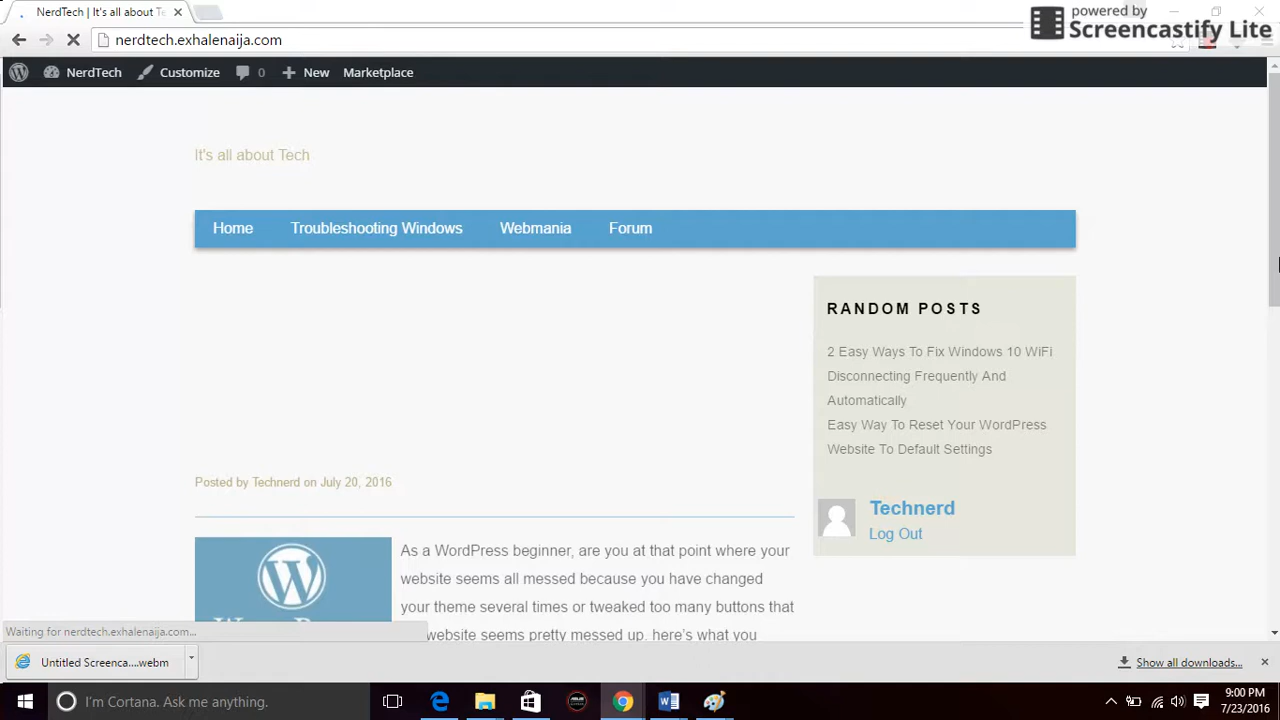 NerdTech | It's all about Te
powered by
Screencastify Lite
nerdtech.exhalenaija.com
NerdTech Customize 0 New Marketplace
It's all about Tech
Home Troubleshooting Windows Webmania Forum
RANDOM POSTS
2 Easy Ways To Fix Windows 10 WiFi
Disconnecting Frequently And
Automatically
Easy Way To Reset Your WordPress
Website To Default Settings
Posted by Technerd on July 20, 2016
Technerd
Log Out
As a WordPress beginner, are you at that point where your
website seems all messed because you have changed
your theme several times or tweaked too many buttons that
website seems pretty messed up, here's what you
Waiting for nerdtech.exhalenaija.com...
Untitled Screenca....webm
Show all downloads...
I'm Cortana. Ask me anything.
9:00 PM
7/23/2016